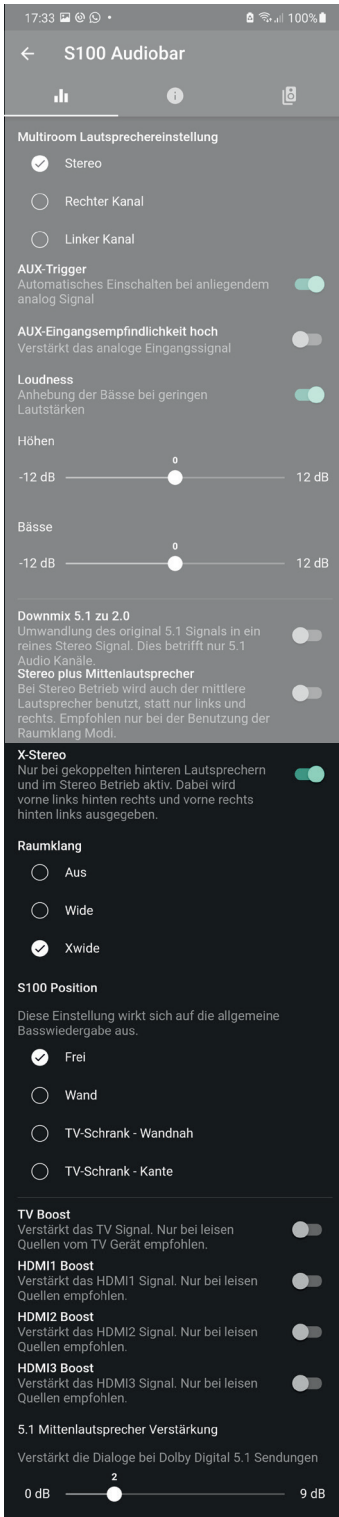 17:33
100%
S100 Audiobar
Multiroom Lautsprechereinstellung
Stereo
Rechter Kanal
Linker Kanal
AUX-Trigger
Automatisches Einschalten bei anliegendem
analog Signal
AUX-Eingangsempfindlichkeit hoch
Verstärkt das analoge Eingangssignal
Loudness
Anhebung der Bässe bei geringen
Lautstärken
Höhen
0
-12 dB 12 dB
Bässe
0
-12 dB 12 dB
Downmix 5.1 zu 2.0
Umwandlung des original 5.1 Signals in ein
reines Stereo Signal. Dies betrifft nur 5.1
Audio Kanäle.
Stereo plus Mittenlautsprecher
Bei Stereo Betrieb wird auch der mittlere
Lautsprecher benutzt, statt nur links und
rechts. Empfohlen nur bei der Benutzung der
Raumklang Modi.
X-Stereo
Nur bei gekoppelten hinteren Lautsprechern
und im Stereo Betrieb aktiv. Dabei wird
vorne links hinten rechts und vorne rechts
hinten links ausgegeben.
Raumklang
Aus
Wide
Xwide
S100 Position
Diese Einstellung wirkt sich auf die allgemeine
Basswiedergabe aus.
Frei
Wand
TV-Schrank - Wandnah
TV-Schrank - Kante
TV Boost
Verstärkt das TV Signal. Nur bei leisen
Quellen vom TV Gerät empfohlen.
HDMI1 Boost
Verstärkt das HDMI1 Signal. Nur bei leisen
Quellen empfohlen.
HDMI2 Boost
Verstärkt das HDMI2 Signal. Nur bei leisen
Quellen empfohlen.
HDMI3 Boost
Verstärkt das HDMI3 Signal. Nur bei leisen
Quellen empfohlen.
5.1 Mittenlautsprecher Verstärkung
Verstärkt die Dialoge bei Dolby Digital 5.1 Sendungen
2
0 dB 9 dB